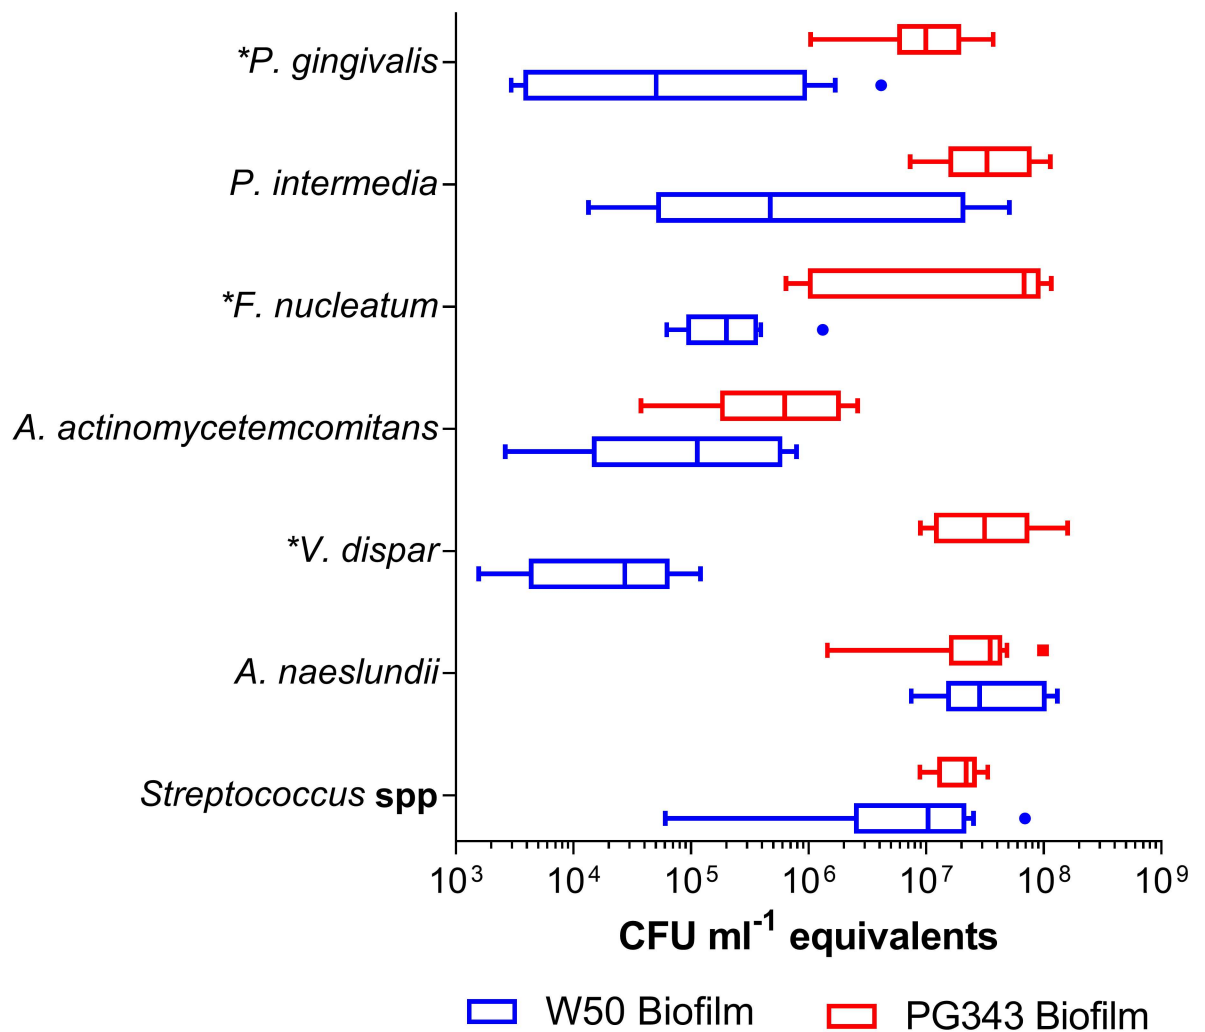 *P. gingivalis
P. intermedia
*F. nucleatum
A. actinomycetemcomitans
*V. dispar
A. naeslundii
Streptococcus spp
10³ 10⁴ 10⁵ 10⁶ 10⁷ 10⁸ 10⁹
CFU ml⁻¹ equivalents
W50 Biofilm PG343 Biofilm